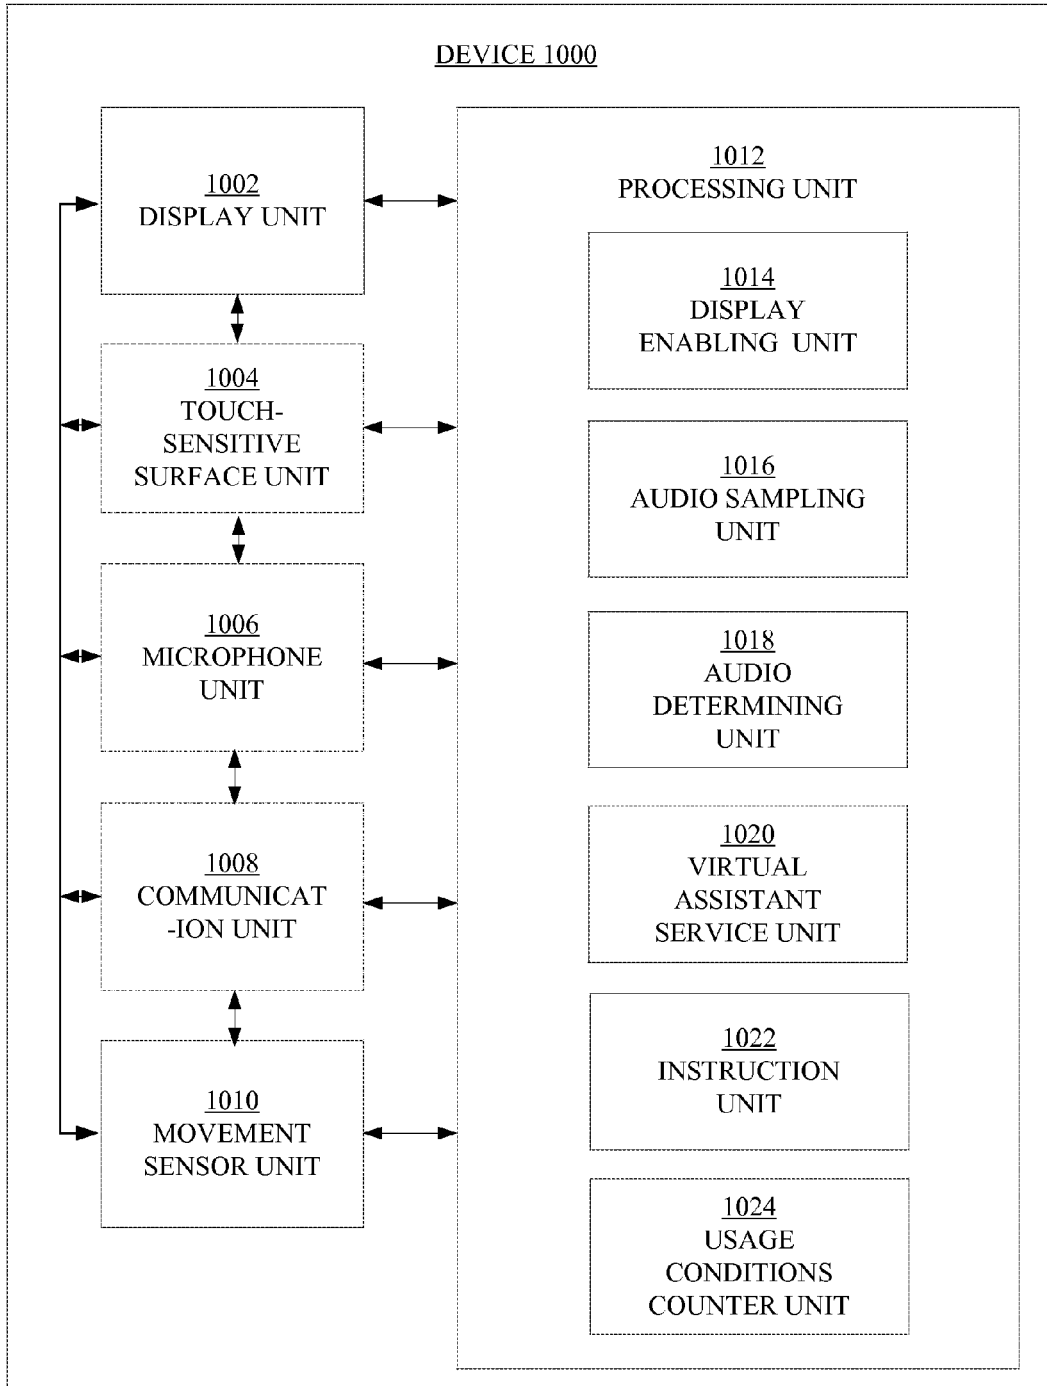 DEVICE 1000
1002
DISPLAY UNIT
1004
TOUCH-
SENSITIVE
SURFACE UNIT
1006
MICROPHONE
UNIT
1008
COMMUNICAT
-ION UNIT
1010
MOVEMENT
SENSOR UNIT
1012
PROCESSING UNIT
1014
DISPLAY
ENABLING UNIT
1016
AUDIO SAMPLING
UNIT
1018
AUDIO
DETERMINING
UNIT
1020
VIRTUAL
ASSISTANT
SERVICE UNIT
1022
INSTRUCTION
UNIT
1024
USAGE
CONDITIONS
COUNTER UNIT